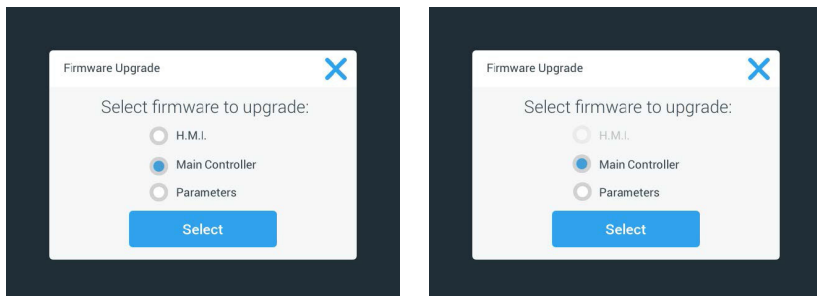 Firmware Upgrade
Select firmware to upgrade:
H.M.I.
Main Controller
Parameters
Select
Firmware Upgrade
Select firmware to upgrade:
H.M.I.
Main Controller
Parameters
Select